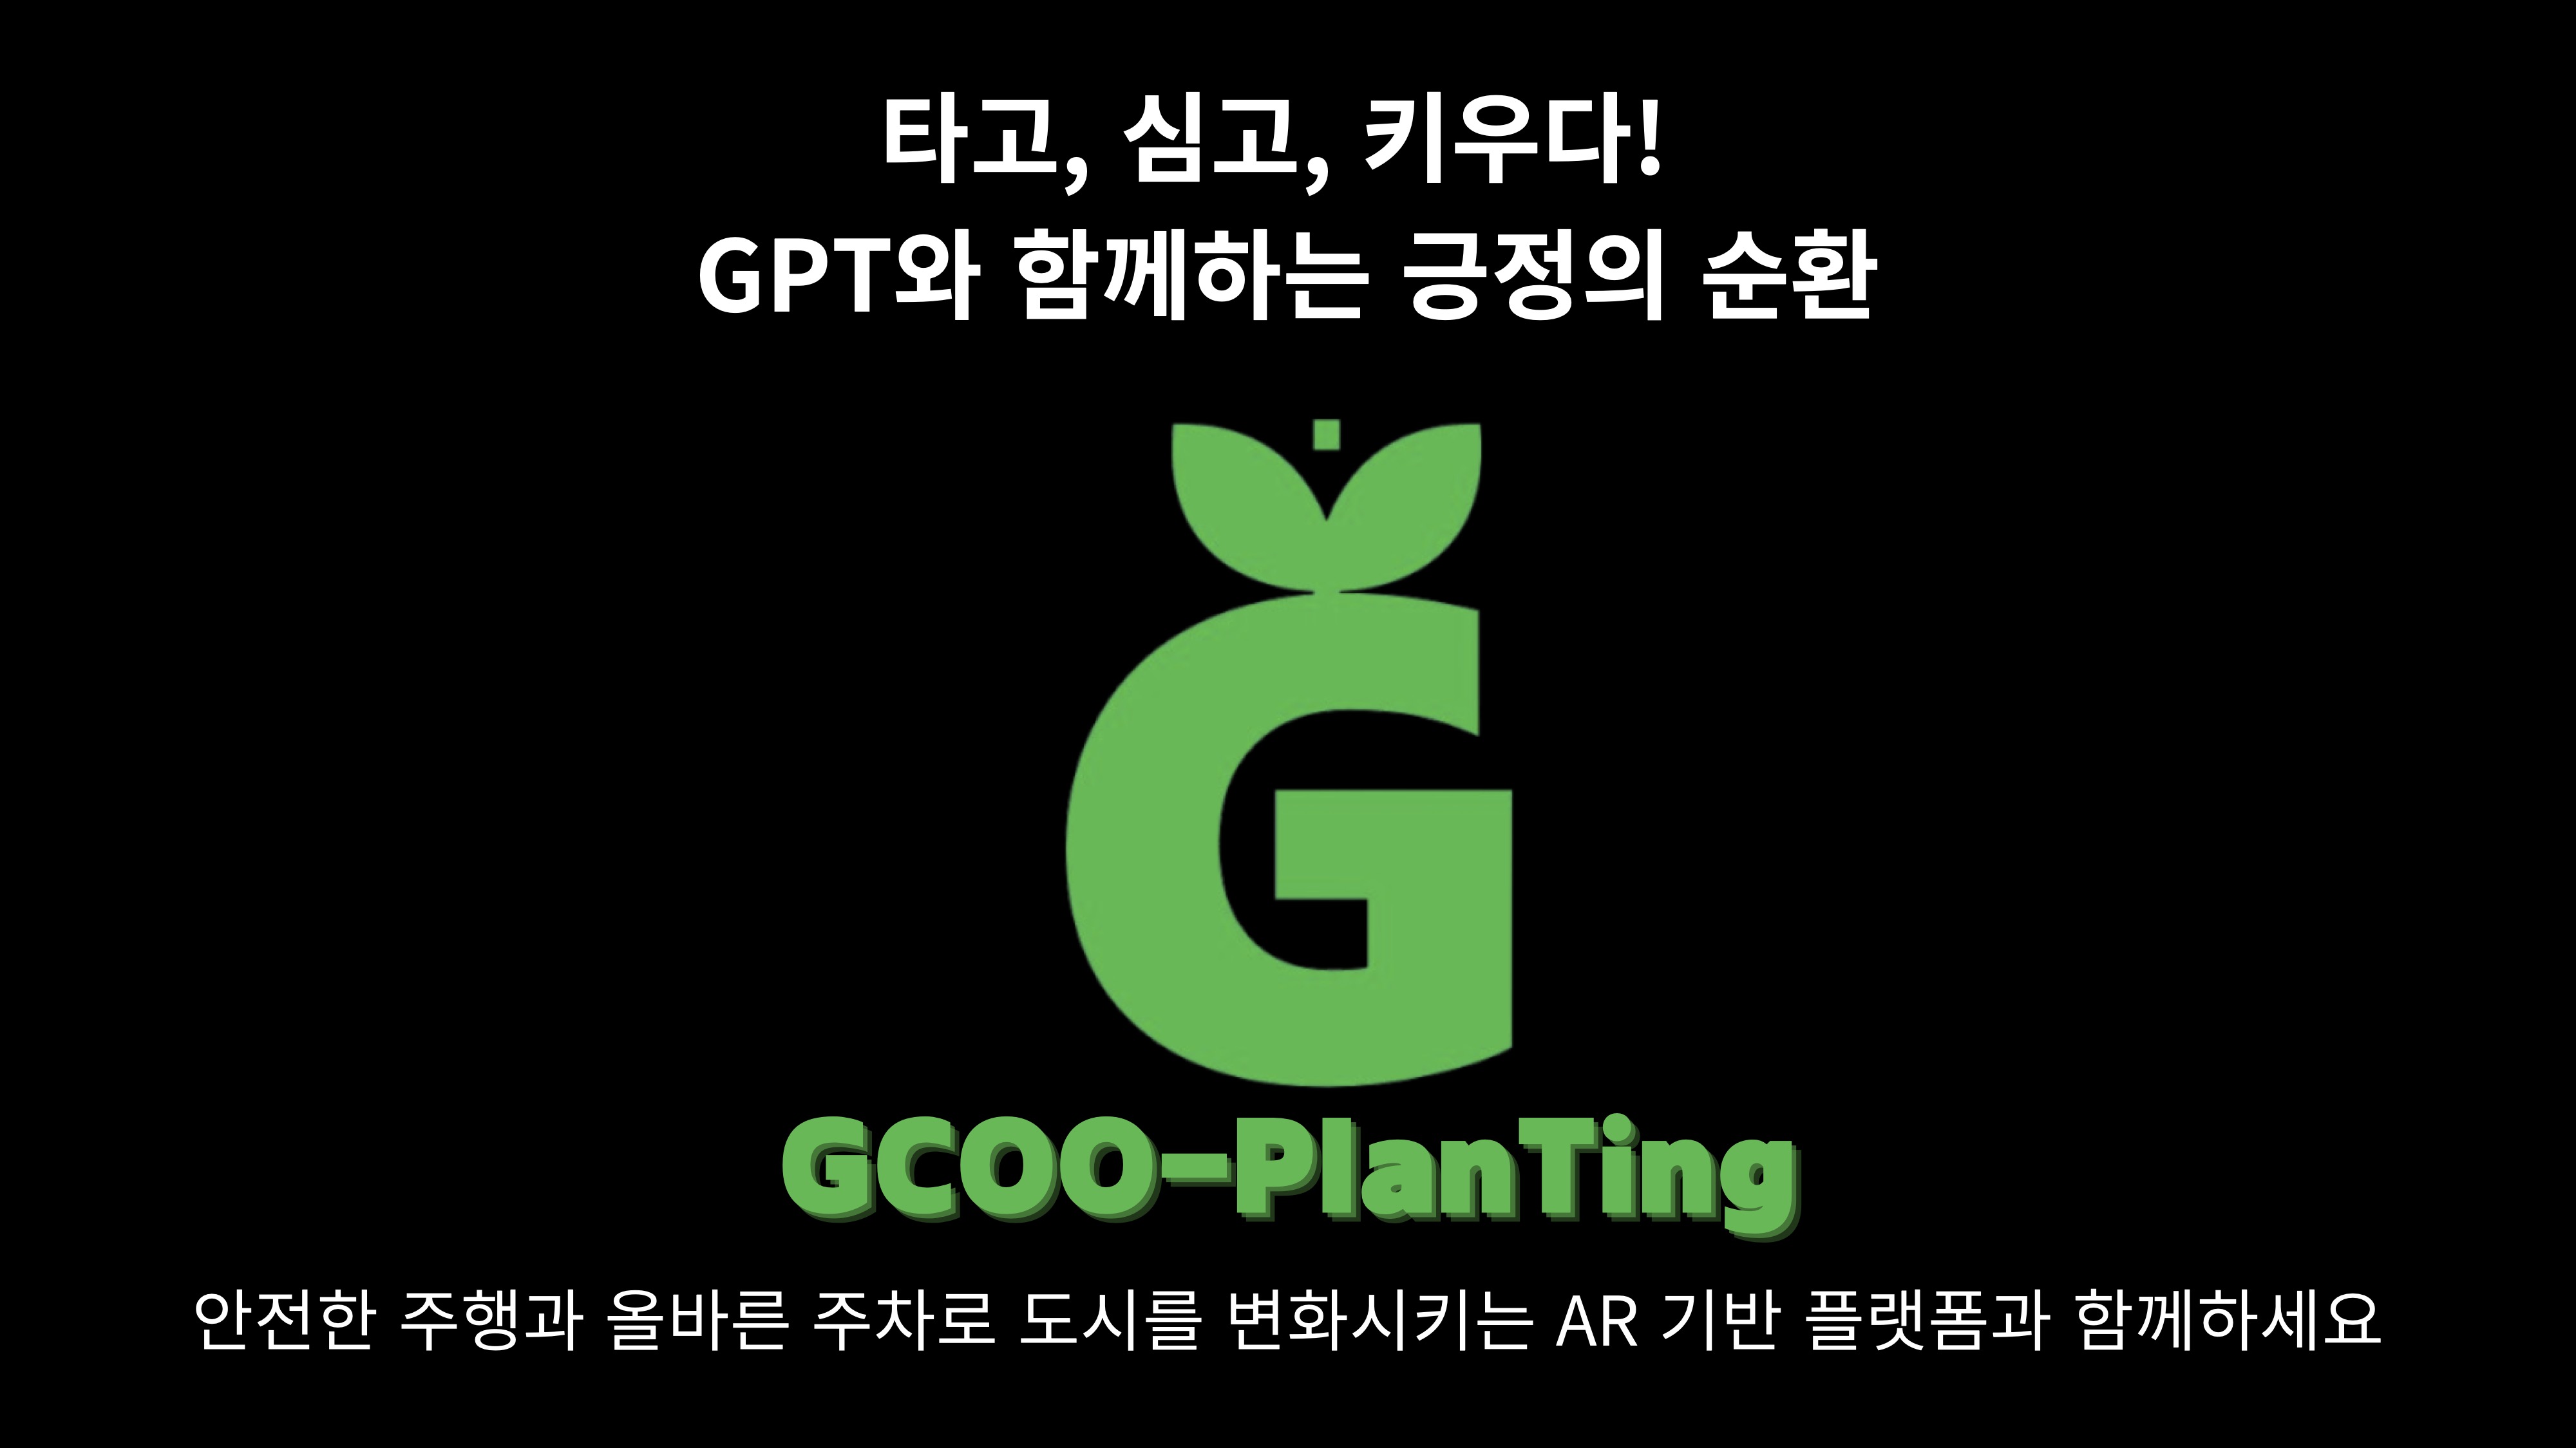 타고, 심고, 키우다!
GPT와 함께하는 긍정의 순환
G
GCOO-PlanTing
안전한 주행과 올바른 주차로 도시를 변화시키는 AR 기반 플랫폼과 함께하세요